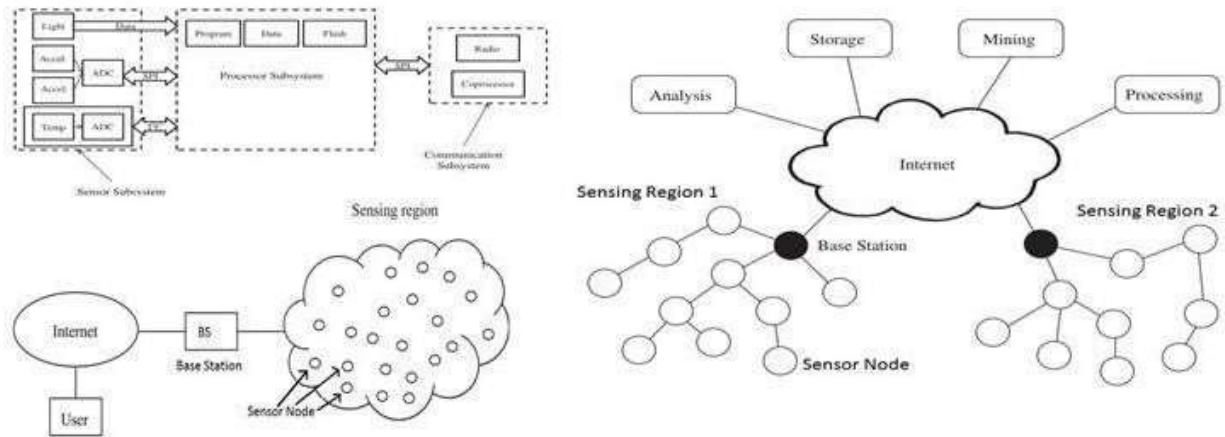 Light
Data
Accel
Accel
ADC
SPI
Temp
ADC
Sensor Subsystem
Program
Data
Flash
Processor Subsystem
SPI
Radio
Coprocessor
Communication
Subsystem
Sensing region
Internet
BS
Base Station
User
Sensor Node
Storage
Mining
Analysis
Processing
Internet
Sensing Region 1
Sensing Region 2
Base Station
Sensor Node